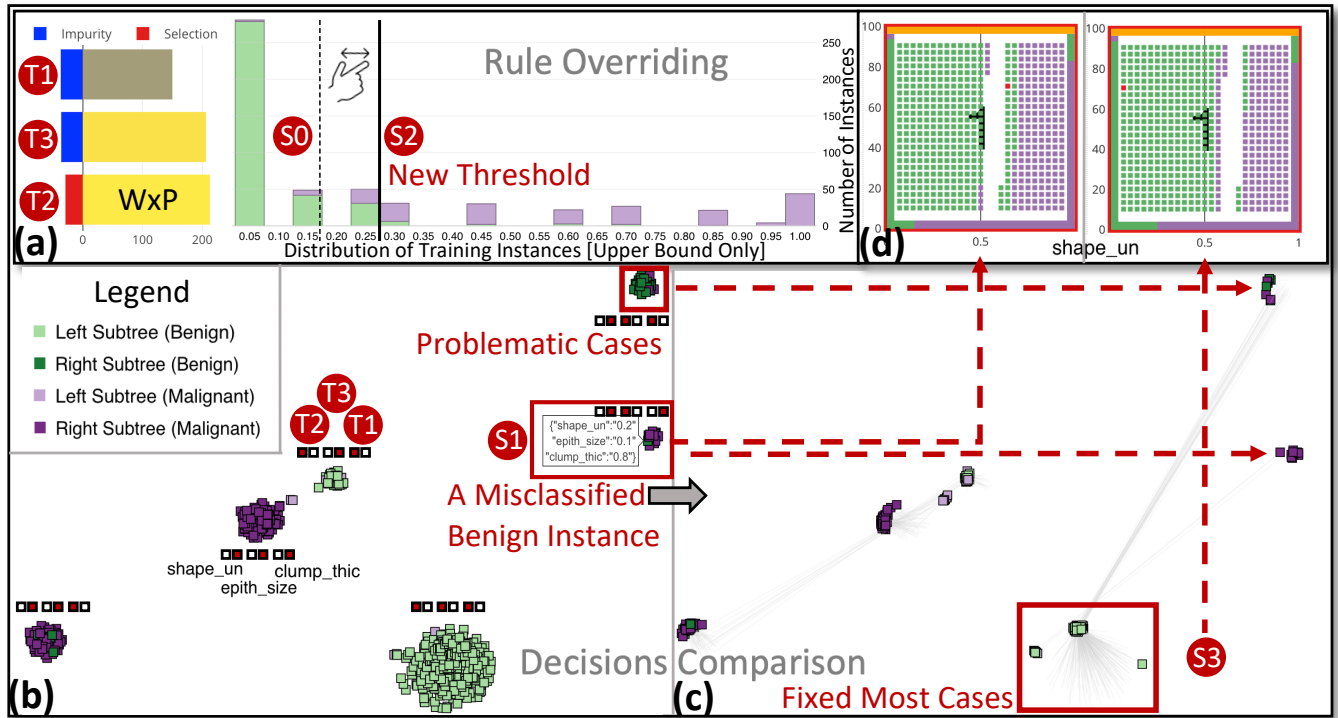 Impurity
Selection
T1
T3
T2
WxP
0
100
200
(a)
Rule Overriding
S0
S2
New Threshold
0.05 0.10 0.15 0.20 0.25 0.30 0.35 0.40 0.45 0.50 0.55 0.60 0.65 0.70 0.75 0.80 0.85 0.90 0.95 1.00
Distribution of Training Instances [Upper Bound Only]
250
200
150
100
50
0
Number of Instances
100
80
60
40
20
0
(d)
0.5
0.5
1
shape_un
Legend
Left Subtree (Benign)
Right Subtree (Benign)
Left Subtree (Malignant)
Right Subtree (Malignant)
Problematic Cases
T3
T2
T1
S1
{"shape_un":"0.2"
"epith_size":"0.1"
"clump_thic":"0.8"}
A Misclassified
Benign Instance
shape_un
epith_size
clump_thic
Decisions Comparison
(b)
(c)
Fixed Most Cases
S3